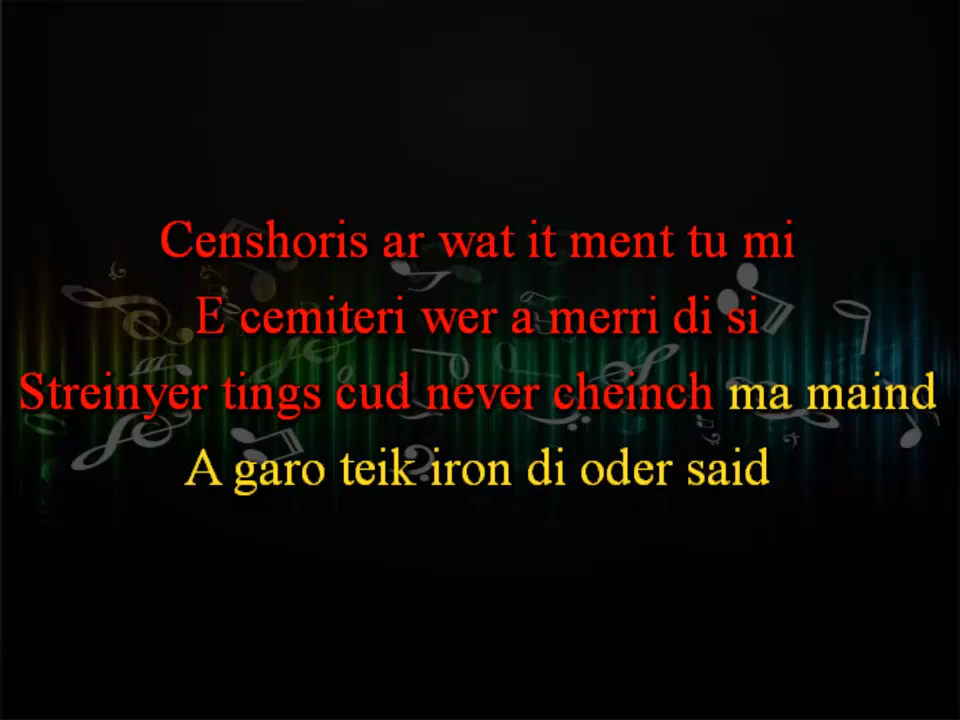 Censhoris ar wat it ment tu mi
E cemiteri wer a merri di si
Streinyer tings cud never cheinch ma maind
A garo teik iron di oder said